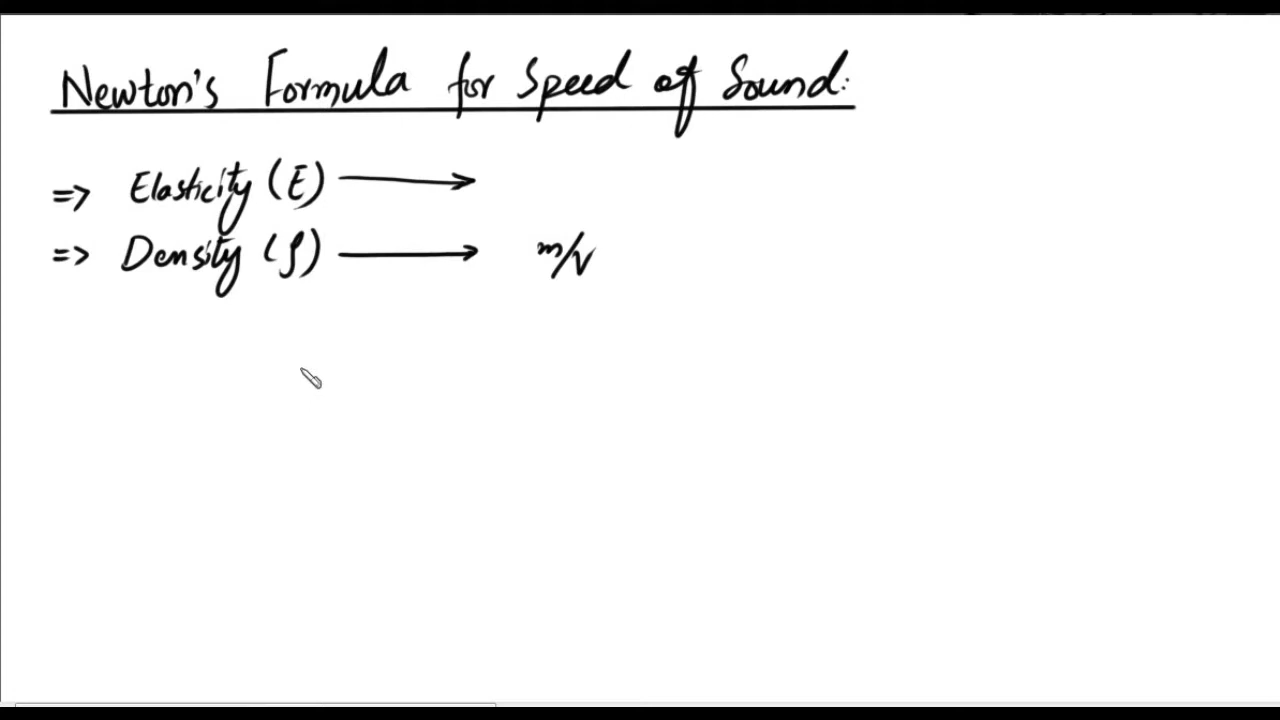 Newton's Formula for Speed of Sound:
=> Elasticity (E) →
=> Density (ρ) → m/v